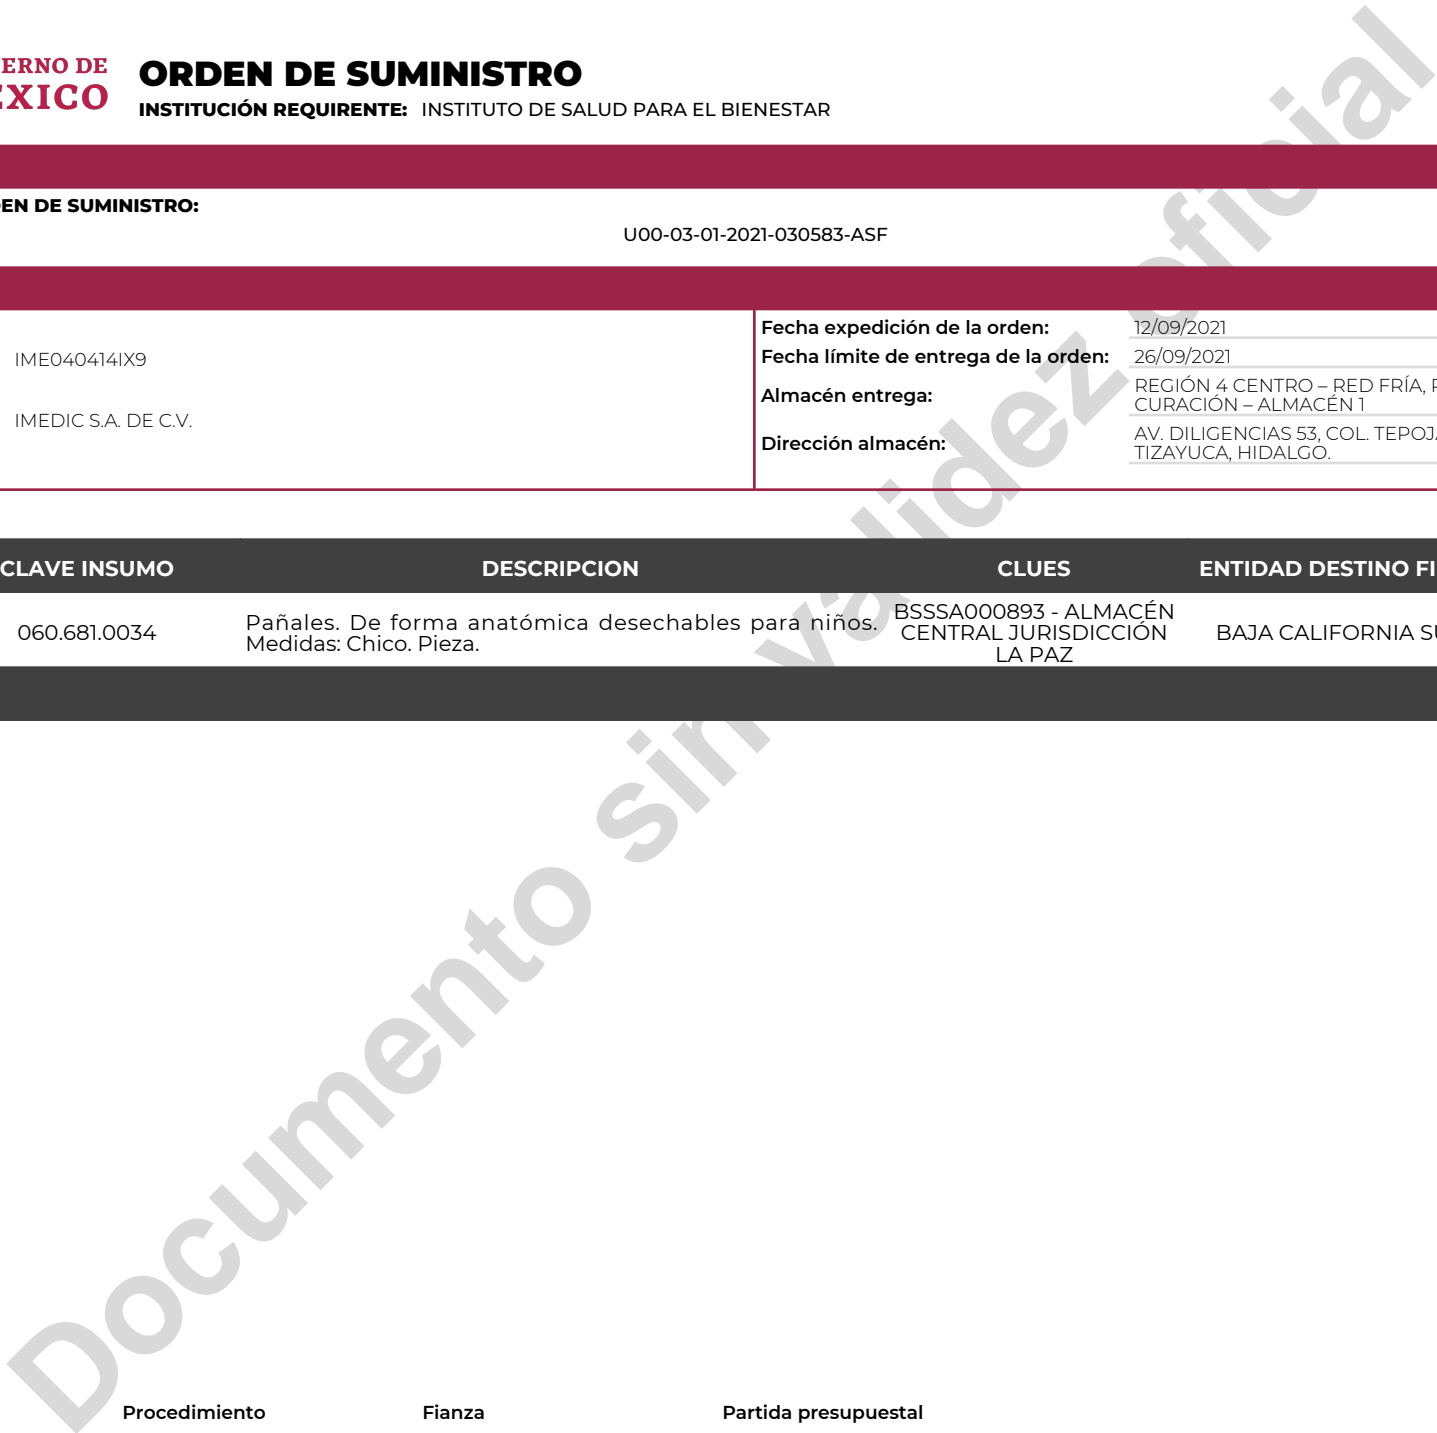 ERNO DE
ORDEN DE SUMINISTRO
EXICO
INSTITUCIÓN REQUIRENTE: INSTITUTO DE SALUD PARA EL BIENESTAR
EN DE SUMINISTRO:
U00-03-01-2021-030583-ASF
IME040414IX9
IMEDIC S.A. DE C.V.
Fecha expedición de la orden: 12/09/2021
Fecha límite de entrega de la orden: 26/09/2021
Almacén entrega: REGIÓN 4 CENTRO – RED FRÍA,
CURACIÓN – ALMACÉN 1
Dirección almacén: AV. DILIGENCIAS 53, COL. TEPOJ
TIZAYUCA, HIDALGO.
CLAVE INSUMO DESCRIPCION CLUES ENTIDAD DESTINO FI
060.681.0034
Pañales. De forma anatómica desechables para niños.
Medidas: Chico. Pieza.
BSSSA000893 - ALMACÉN
CENTRAL JURISDICCIÓN
LA PAZ
BAJA CALIFORNIA S
Procedimiento Fianza Partida presupuestal
Documento sin validez oficial